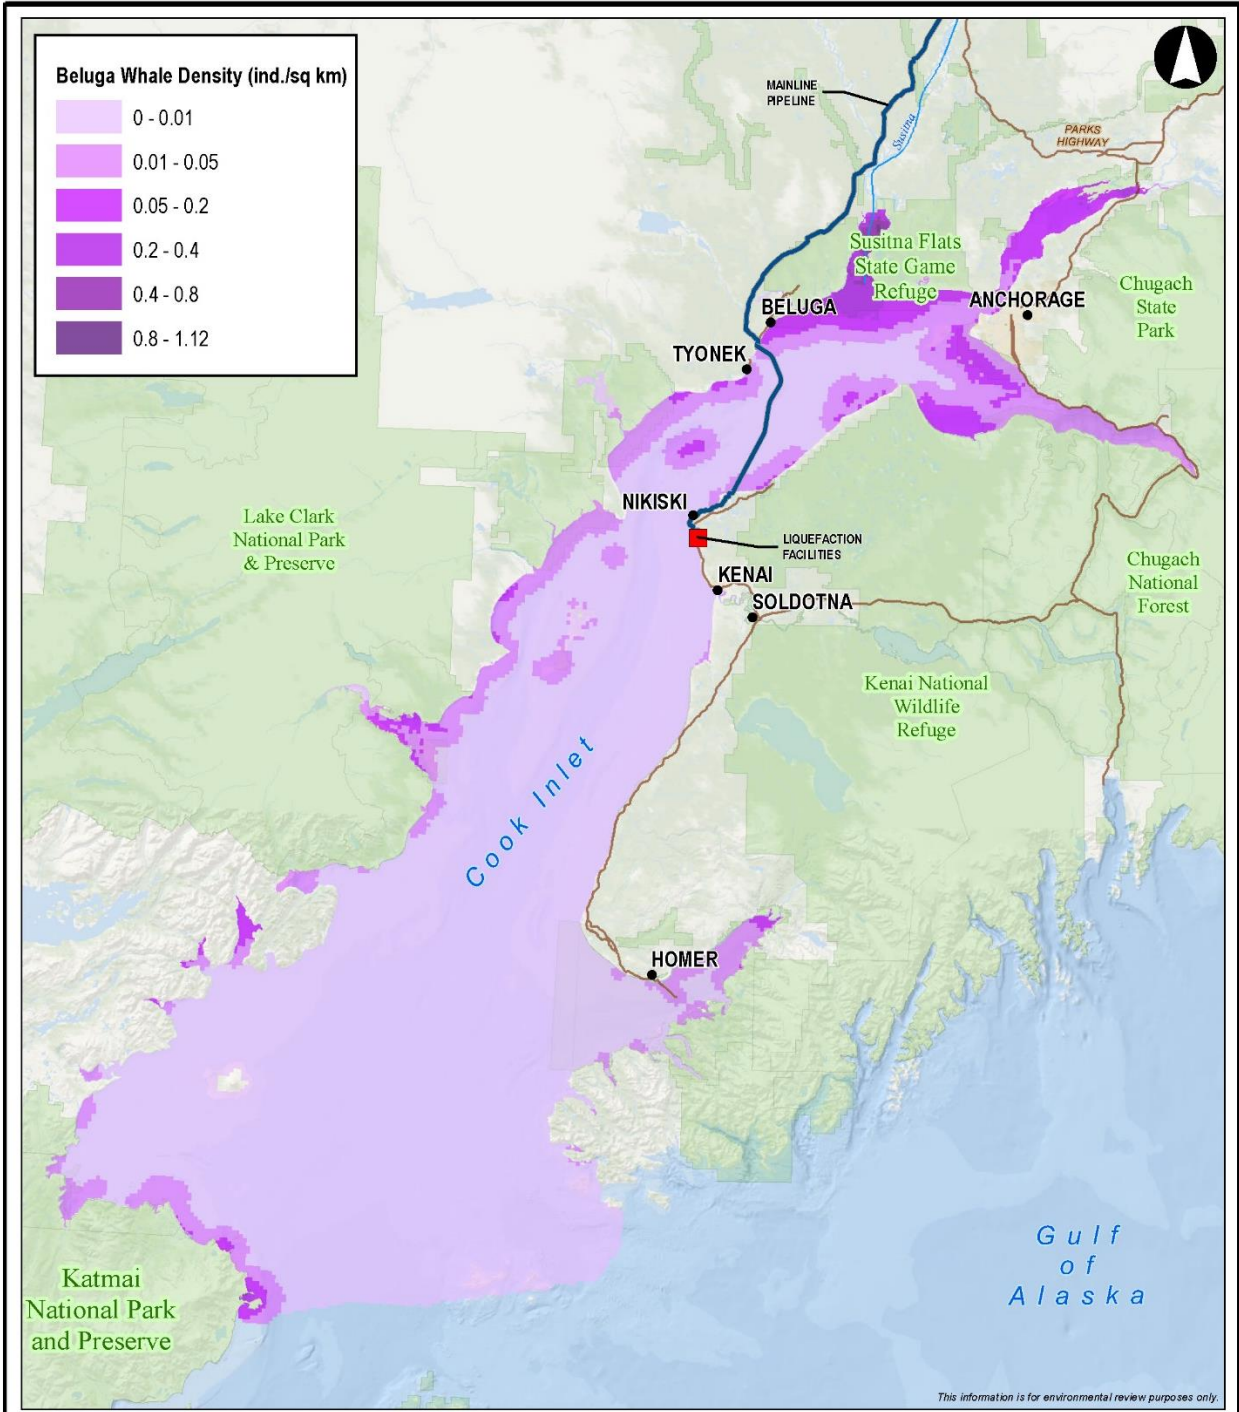 Beluga Whale Density (ind./sq km)
0 - 0.01
0.01 - 0.05
0.05 - 0.2
0.2 - 0.4
0.4 - 0.8
0.8 - 1.12
MAINLINE
PIPELINE
Susitna
PARKS
HIGHWAY
Susitna Flats
State Game
Refuge
Chugach
State
Park
ANCHORAGE
BELUGA
TYONEK
NIKISKI
LIQUEFACTION
FACILITIES
Lake Clark
National Park
& Preserve
KENAI
SOLDOTNA
Chugach
National
Forest
Kenai National
Wildlife
Refuge
Cook Inlet
HOMER
Gulf
of
Alaska
Katmai
National Park
and Preserve
This information is for environmental review purposes only.